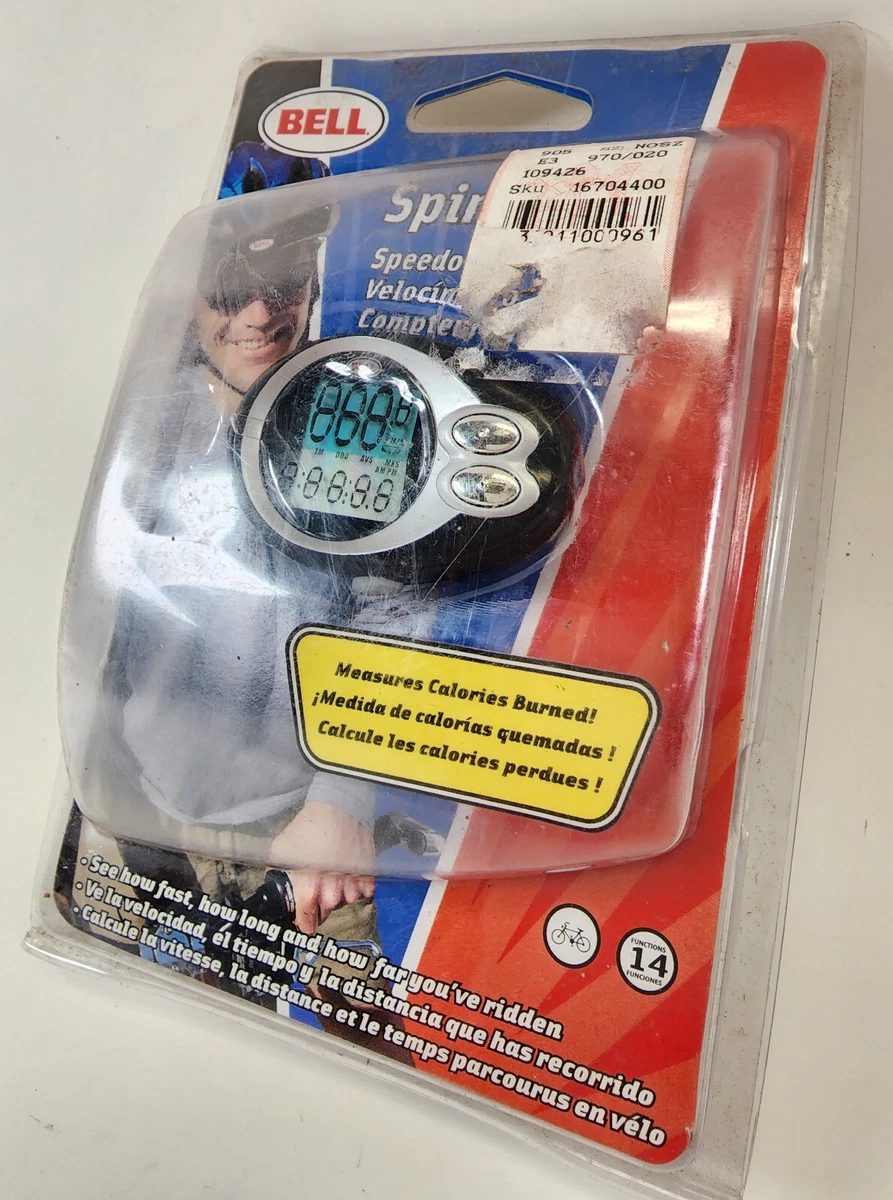 BELL
905 NOSZ
E3 970/020
109426
Sku 16704400
Measures Calories Burned!
¡Medida de calorías quemadas !
Calcule les calories perdues !
• See how fast, how long and how far you've ridden
• Ve la velocidad, el tiempo y la distancia que has recorrido
• Calcule la vitesse, la distance et le temps parcourus en vélo
FUNCTIONS
14
FUNCIONES